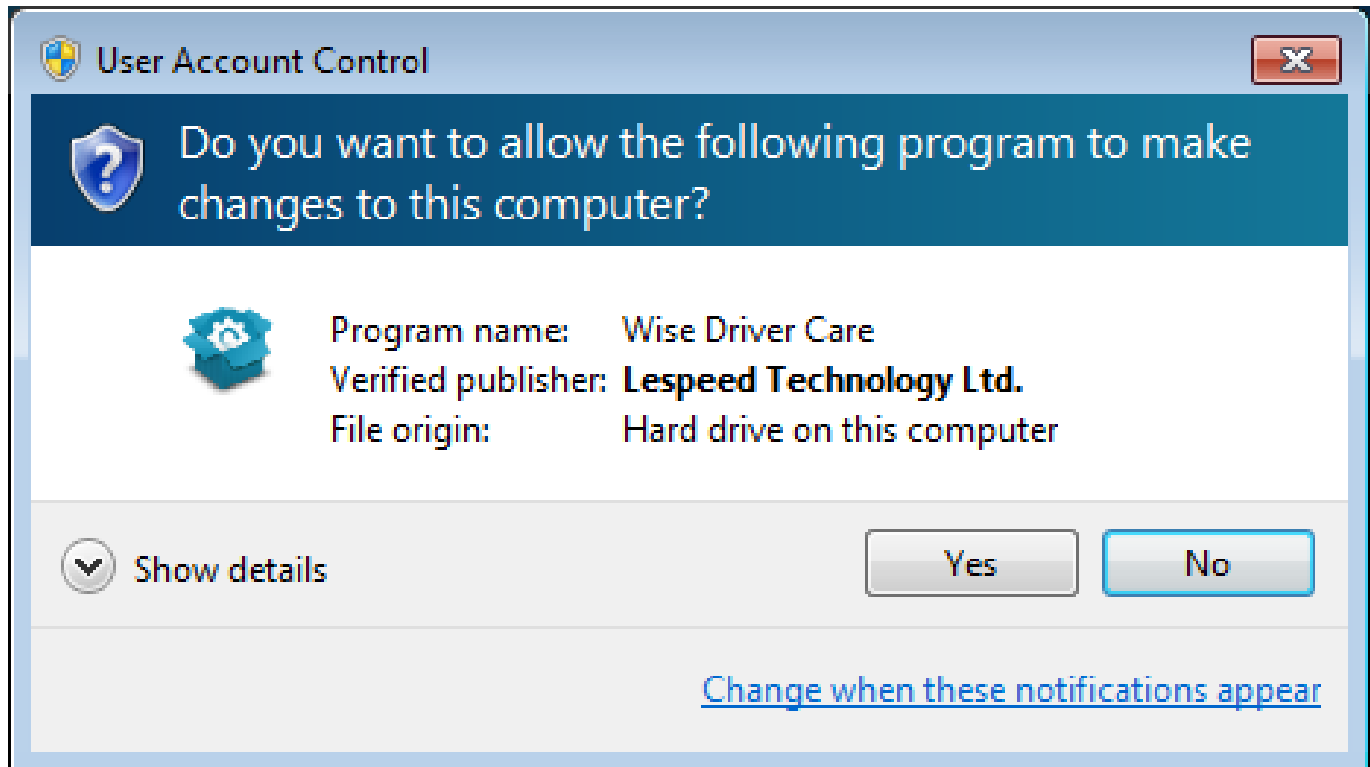 User Account Control
Do you want to allow the following program to make
changes to this computer?
Program name: Wise Driver Care
Verified publisher: Lespeed Technology Ltd.
File origin: Hard drive on this computer
Show details
Yes No
Change when these notifications appear